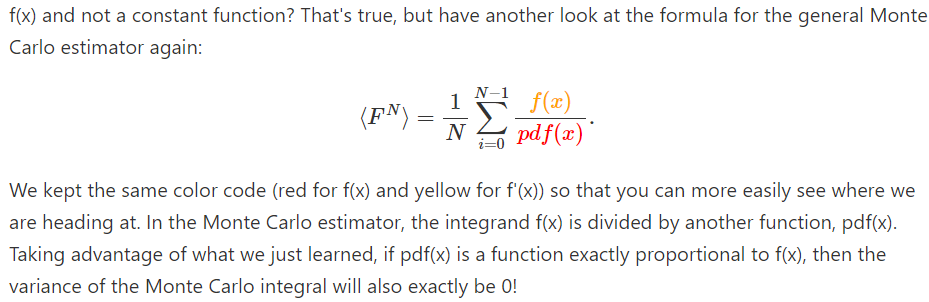 f(x) and not a constant function? That's true, but have another look at the formula for the general Monte
Carlo estimator again:
⟨F^N⟩ = \frac{1}{N} \sum_{i=0}^{N-1} \frac{f(x)}{pdf(x)}.
We kept the same color code (red for f(x) and yellow for f'(x)) so that you can more easily see where we
are heading at. In the Monte Carlo estimator, the integrand f(x) is divided by another function, pdf(x).
Taking advantage of what we just learned, if pdf(x) is a function exactly proportional to f(x), then the
variance of the Monte Carlo integral will also exactly be 0!